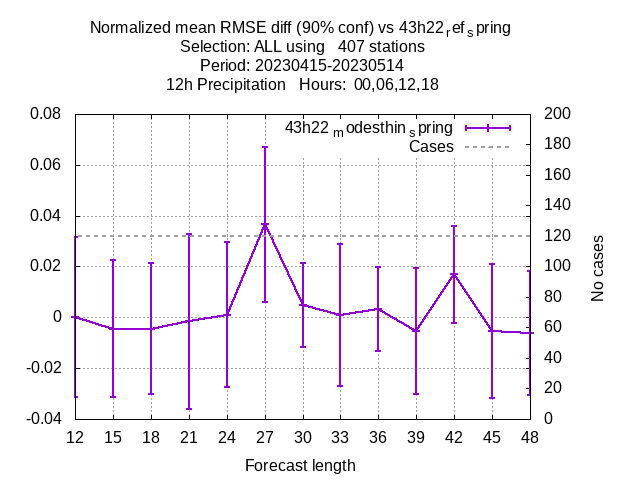 Normalized mean RMSE diff (90% conf) vs 43h22refspring
Selection: ALL using 407 stations
Period: 20230415-20230514
12h Precipitation Hours: 00,06,12,18
43h22modesthinspring
Cases
0.08
0.06
0.04
0.02
0
-0.02
-0.04
200
180
160
140
120
100
80
60
40
20
0
No cases
12 15 18 21 24 27 30 33 36 39 42 45 48
Forecast length